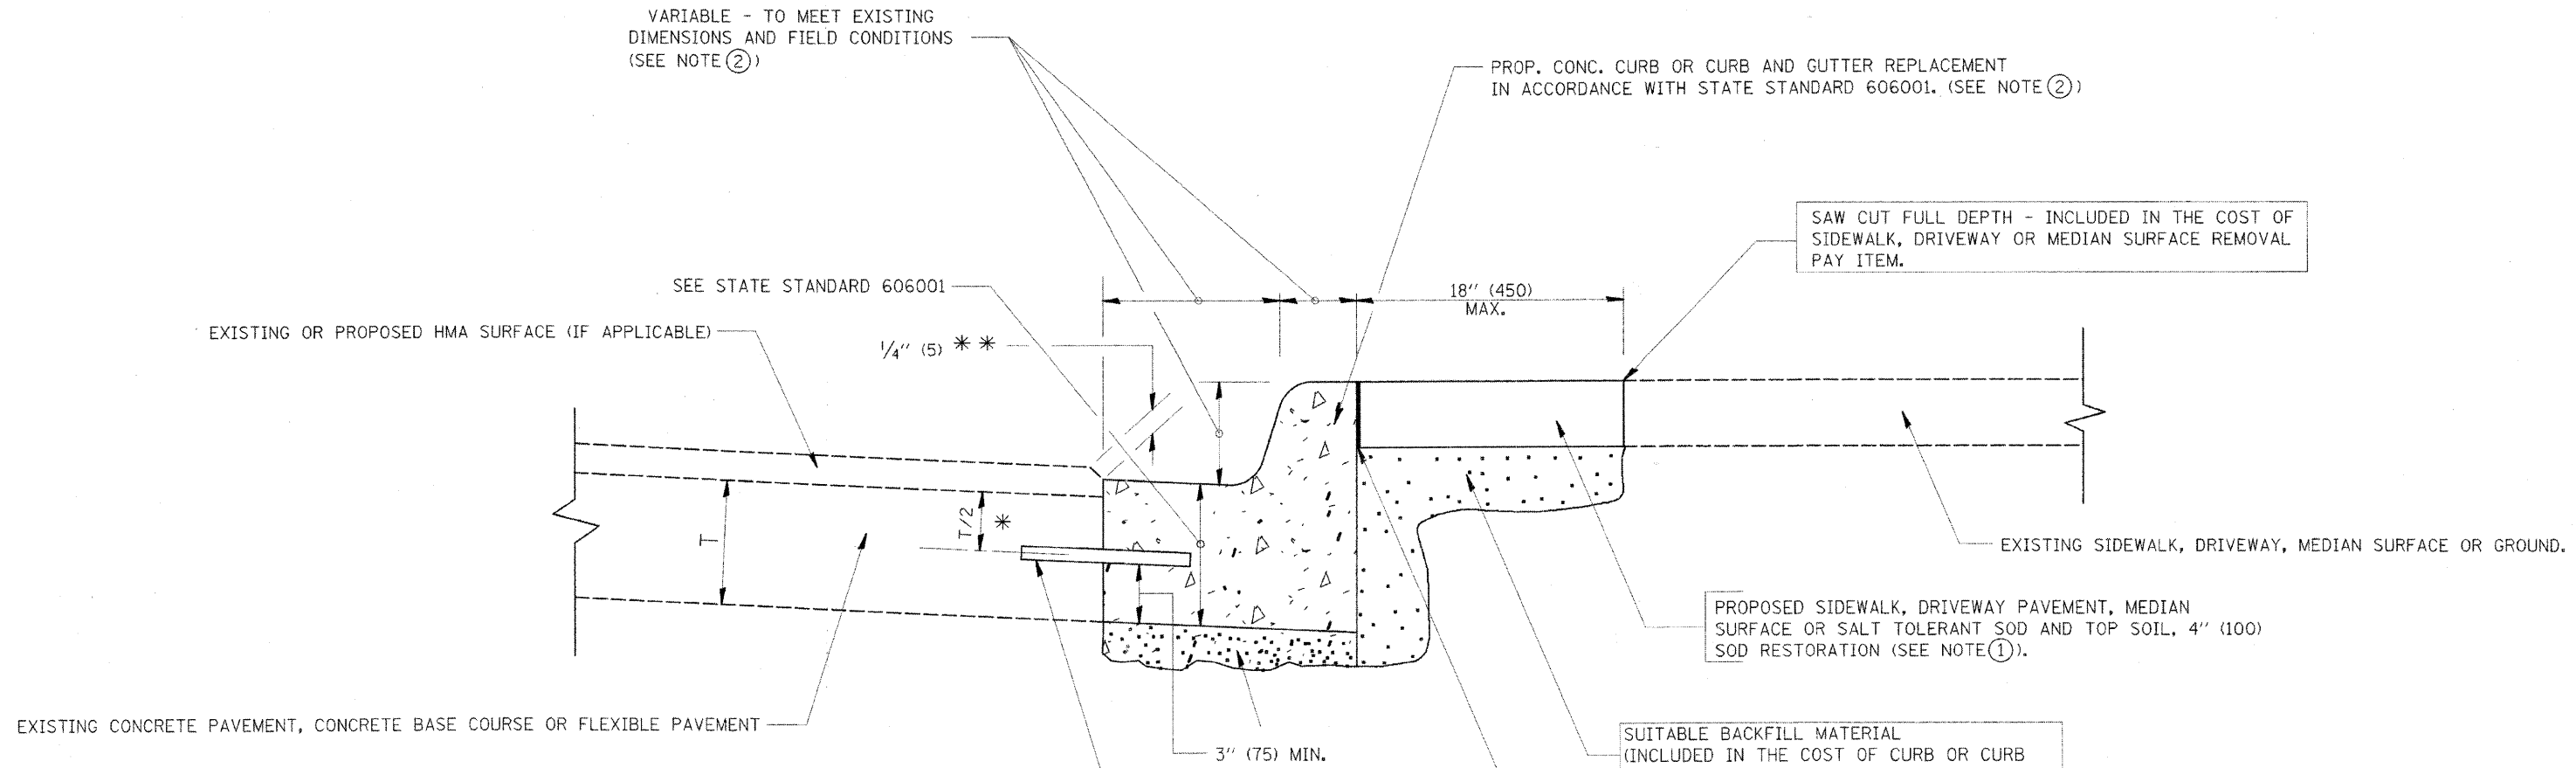 VARIABLE - TO MEET EXISTING
DIMENSIONS AND FIELD CONDITIONS
(SEE NOTE ②)
PROP. CONC. CURB OR CURB AND GUTTER REPLACEMENT
IN ACCORDANCE WITH STATE STANDARD 606001. (SEE NOTE ②)
SAW CUT FULL DEPTH - INCLUDED IN THE COST OF
SIDEWALK, DRIVEWAY OR MEDIAN SURFACE REMOVAL
PAY ITEM.
SEE STATE STANDARD 606001
18'' (450)
MAX.
EXISTING OR PROPOSED HMA SURFACE (IF APPLICABLE)
1/4'' (5) * *
T
T/2 *
EXISTING SIDEWALK, DRIVEWAY, MEDIAN SURFACE OR GROUND.
PROPOSED SIDEWALK, DRIVEWAY PAVEMENT, MEDIAN
SURFACE OR SALT TOLERANT SOD AND TOP SOIL, 4'' (100)
SOD RESTORATION (SEE NOTE ①).
EXISTING CONCRETE PAVEMENT, CONCRETE BASE COURSE OR FLEXIBLE PAVEMENT
3'' (75) MIN.
SUITABLE BACKFILL MATERIAL
(INCLUDED IN THE COST OF CURB OR CURB